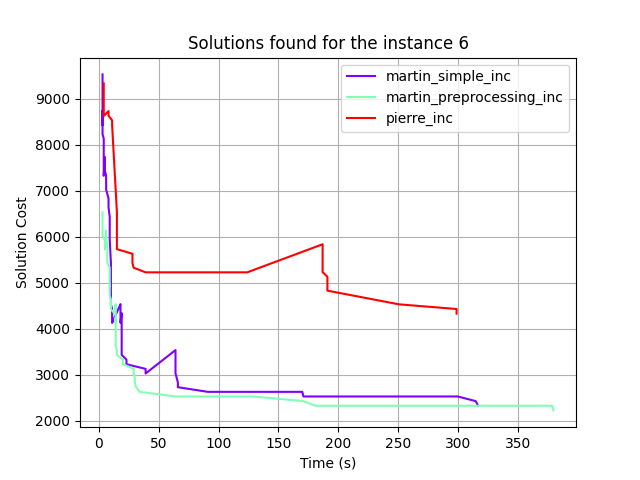 Solutions found for the instance 6
martin_simple_inc
martin_preprocessing_inc
pierre_inc
Solution Cost
9000
8000
7000
6000
5000
4000
3000
2000
0 50 100 150 200 250 300 350
Time (s)